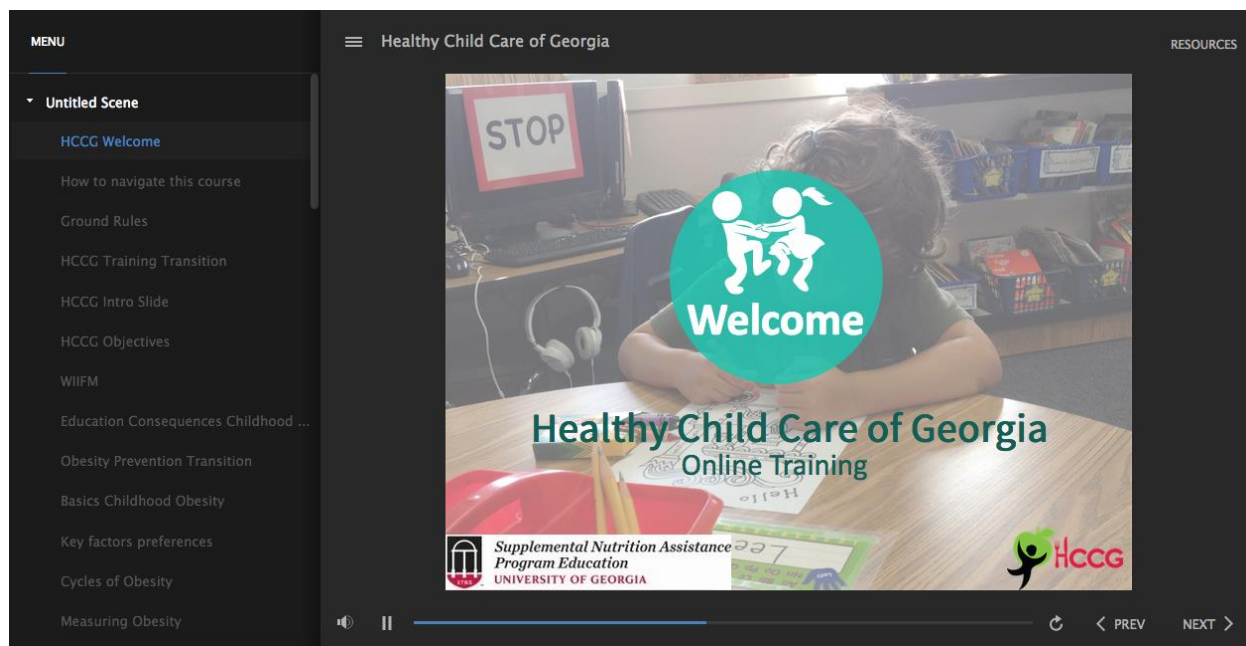 MENU
Untitled Scene
HCCG Welcome
How to navigate this course
Ground Rules
HCCG Training Transition
HCCG Intro Slide
HCCG Objectives
WIIFM
Education Consequences Childhood ...
Obesity Prevention Transition
Basics Childhood Obesity
Key factors preferences
Cycles of Obesity
Measuring Obesity
Healthy Child Care of Georgia
RESOURCES
STOP
Welcome
Healthy Child Care of Georgia
Online Training
Hello
Lee
Supplemental Nutrition Assistance
Program Education
UNIVERSITY OF GEORGIA
1785
HCCG
PREV
NEXT